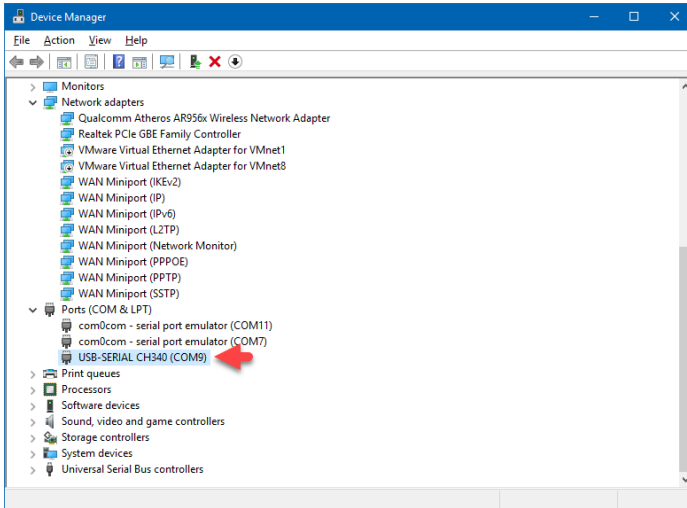 Device Manager
File Action View Help
Monitors
Network adapters
Qualcomm Atheros AR956x Wireless Network Adapter
Realtek PCIe GBE Family Controller
VMware Virtual Ethernet Adapter for VMnet1
VMware Virtual Ethernet Adapter for VMnet8
WAN Miniport (IKEv2)
WAN Miniport (IP)
WAN Miniport (IPv6)
WAN Miniport (L2TP)
WAN Miniport (Network Monitor)
WAN Miniport (PPPOE)
WAN Miniport (PPTP)
WAN Miniport (SSTP)
Ports (COM & LPT)
com0com - serial port emulator (COM11)
com0com - serial port emulator (COM7)
USB-SERIAL CH340 (COM9)
Print queues
Processors
Software devices
Sound, video and game controllers
Storage controllers
System devices
Universal Serial Bus controllers